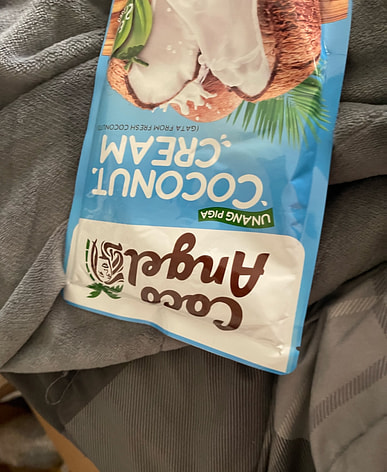 Coco
Angel
UNANG PIGA
COCONUT
CREAM
(GATA FROM FRESH COCONUT